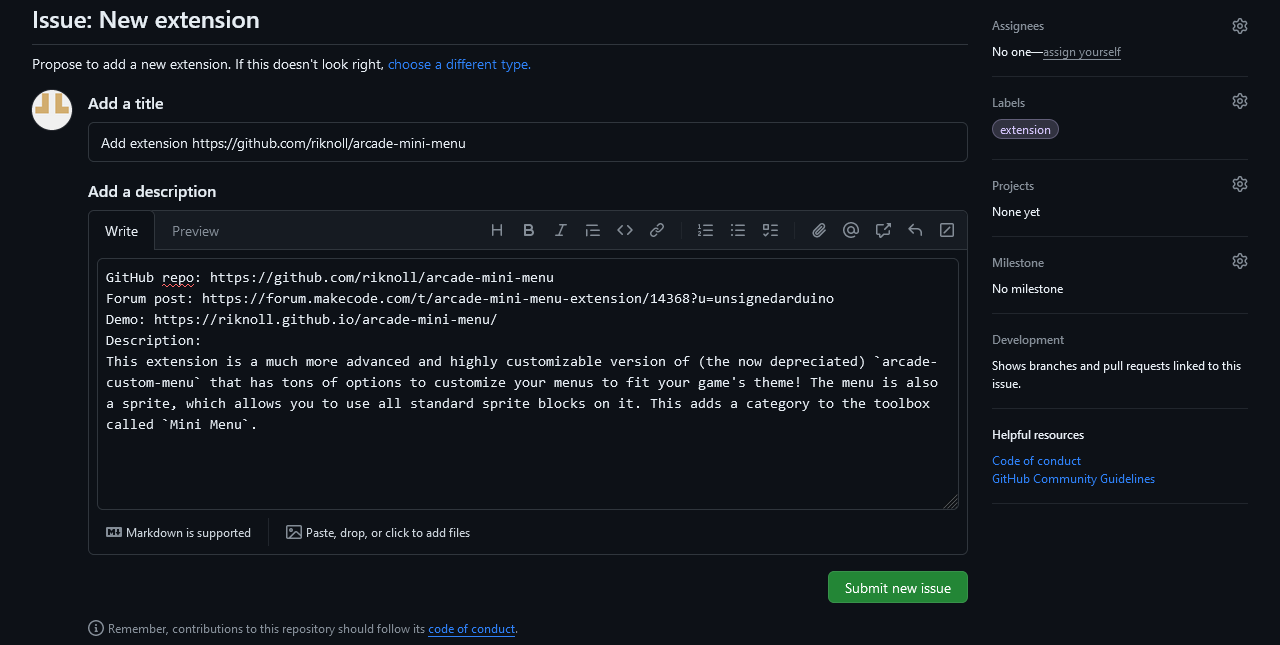 Issue: New extension
Propose to add a new extension. If this doesn't look right, choose a different type.
Add a title
Add extension https://github.com/riknoll/arcade-mini-menu
Add a description
Write
Preview
GitHub repo: https://github.com/riknoll/arcade-mini-menu
Forum post: https://forum.makecode.com/t/arcade-mini-menu-extension/14368?u=unsignedarduino
Demo: https://riknoll.github.io/arcade-mini-menu/
Description:
This extension is a much more advanced and highly customizable version of (the now depreciated) `arcade-
custom-menu` that has tons of options to customize your menus to fit your game's theme! The menu is also
a sprite, which allows you to use all standard sprite blocks on it. This adds a category to the toolbox
called `Mini Menu`.
Markdown is supported
Paste, drop, or click to add files
Submit new issue
Remember, contributions to this repository should follow its code of conduct.
Assignees
No one—assign yourself
Labels
extension
Projects
None yet
Milestone
No milestone
Development
Shows branches and pull requests linked to this
issue.
Helpful resources
Code of conduct
GitHub Community Guidelines